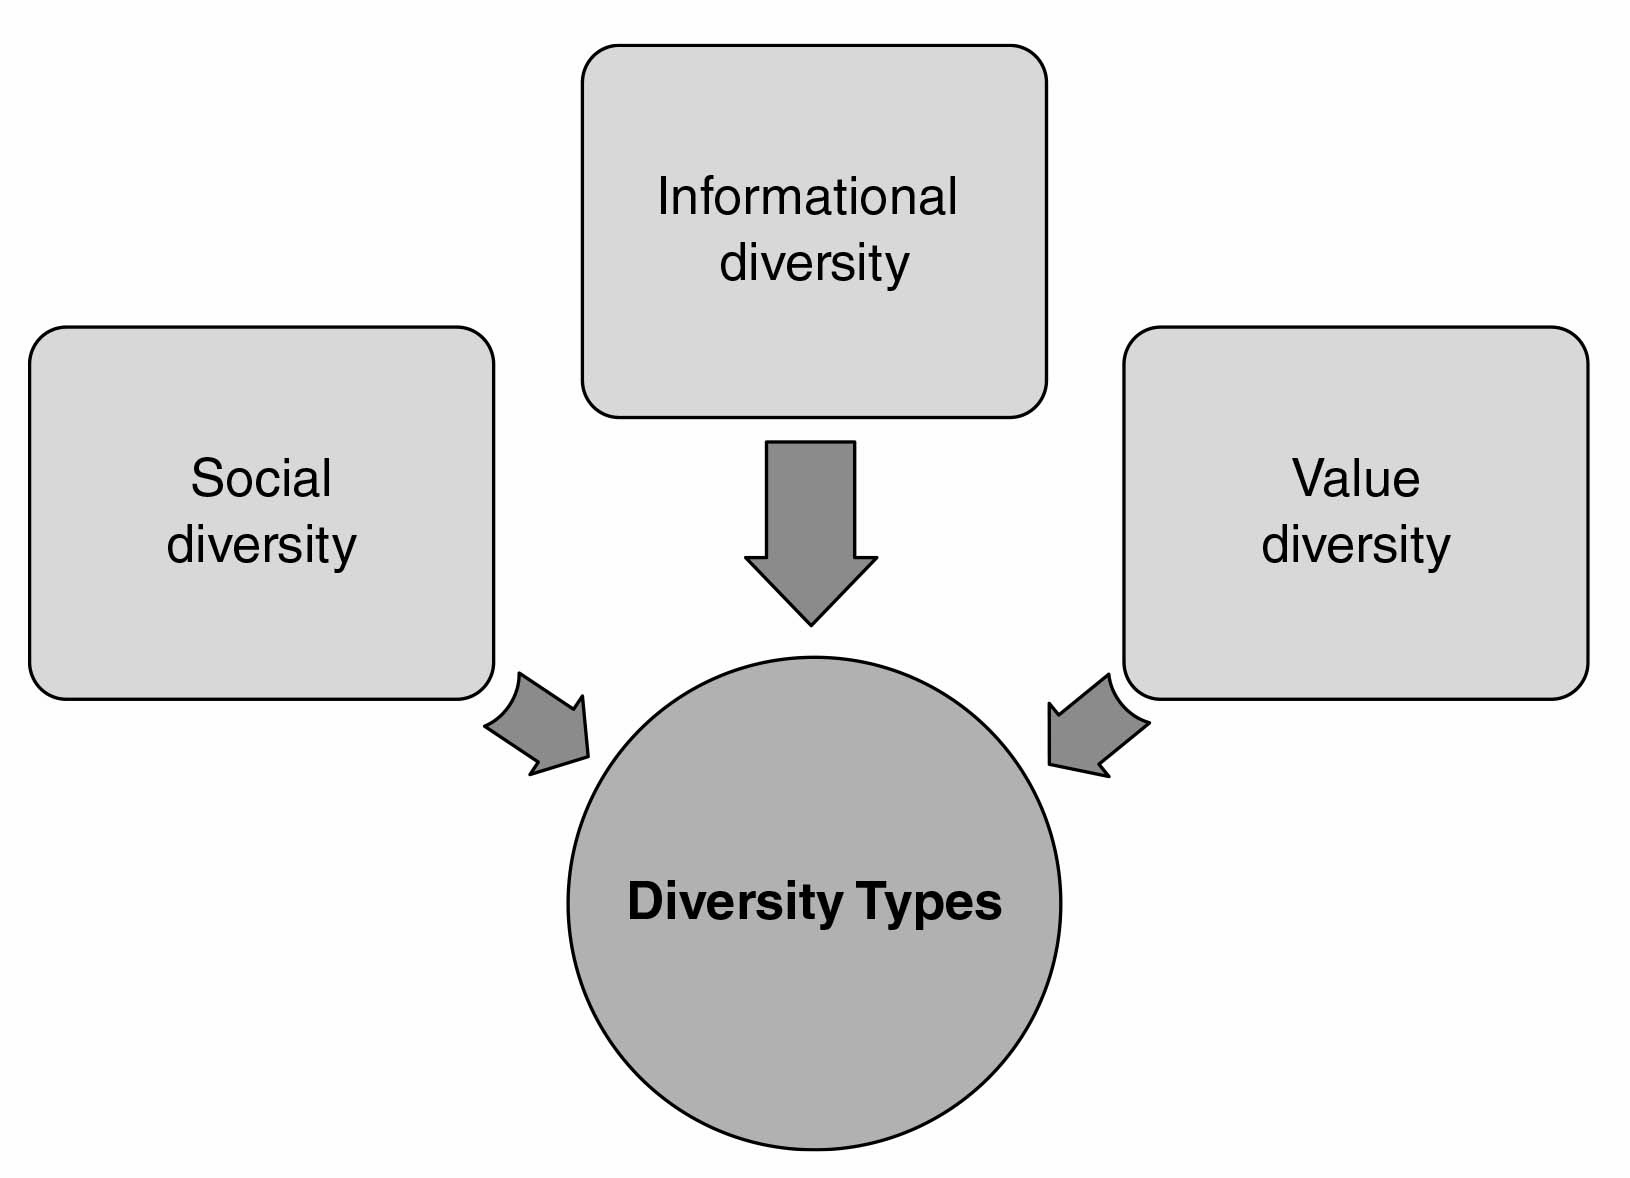 Informational
diversity
Social
diversity
Value
diversity
Diversity Types